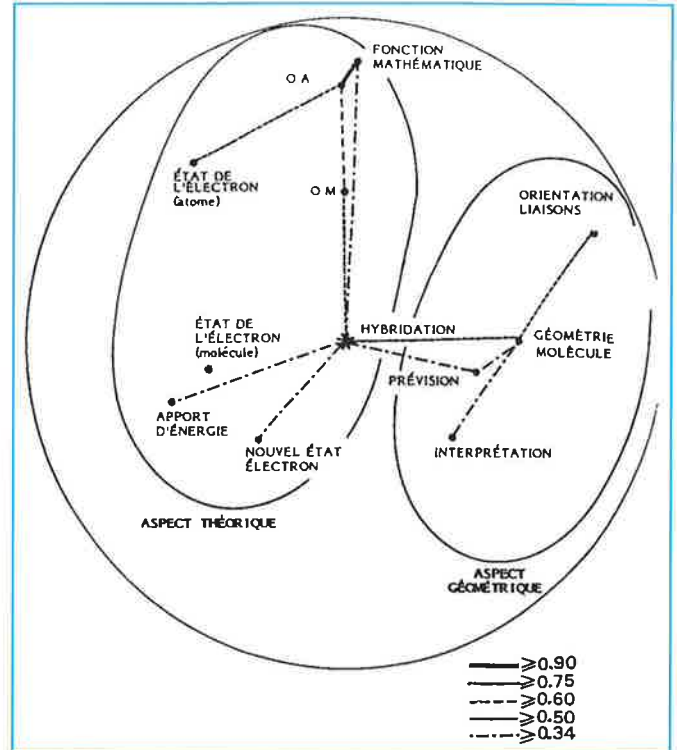 FONCTION
MATHÉMATIQUE
O A
ÉTAT DE
L'ÉLECTRON
(atome)
O M
ORIENTATION
LIAISONS
ÉTAT DE
L'ÉLECTRON
(molécule)
HYBRIDATION
GÉOMÉTRIE
MOLÈCULE
PRÉVISION
APPORT
D'ÉNERGIE
NOUVEL ÉTAT
ÉLECTRON
INTERPRÉTATION
ASPECT THÉORIQUE
ASPECT
GÉOMÉTRIQUE
⩾0.90
⩾0.75
⩾0.60
⩾0.50
⩾0.34